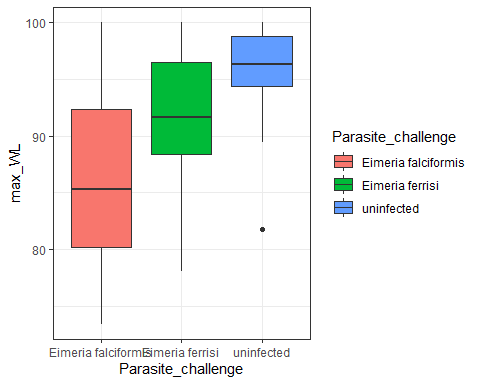 100
90
80
max_WL
Eimeria falciformis
Eimeria ferrisi
uninfected
Parasite_challenge
Parasite_challenge
Eimeria falciformis
Eimeria ferrisi
uninfected